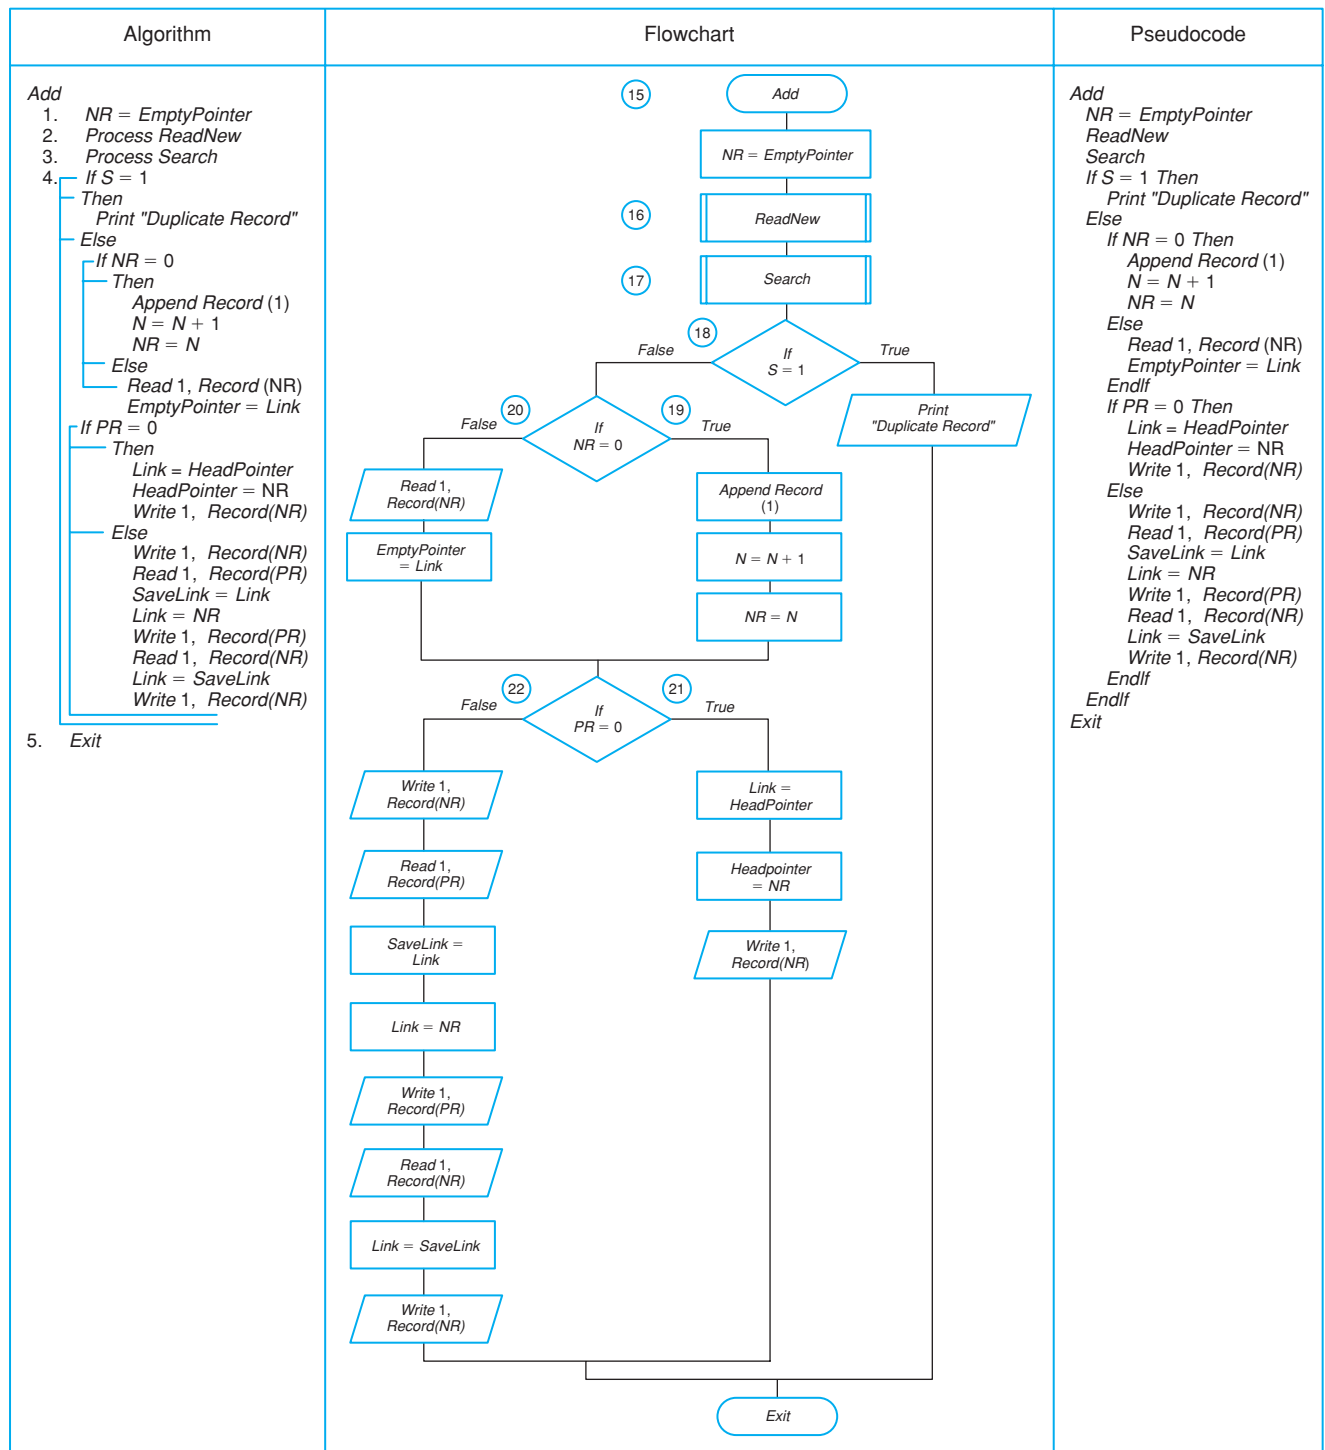 Algorithm
Add
1. NR = EmptyPointer
2. Process ReadNew
3. Process Search
4. If S = 1
Then
Print "Duplicate Record"
Else
If NR = 0
Then
Append Record (1)
N = N + 1
NR = N
Else
Read 1, Record (NR)
EmptyPointer = Link
If PR = 0
Then
Link = HeadPointer
HeadPointer = NR
Write 1, Record(NR)
Else
Write 1, Record(NR)
Read 1, Record(PR)
SaveLink = Link
Link = NR
Write 1, Record(PR)
Read 1, Record(NR)
Link = SaveLink
Write 1, Record(NR)
5. Exit
Flowchart
15
Add
NR = EmptyPointer
16
ReadNew
17
Search
18
If
S = 1
False
True
Print
"Duplicate Record"
20
19
If
NR = 0
False
True
Read 1,
Record(NR)
EmptyPointer
= Link
Append Record
(1)
N = N + 1
NR = N
22
21
If
PR = 0
False
True
Write 1,
Record(NR)
Read 1,
Record(PR)
SaveLink =
Link
Link = NR
Write 1,
Record(PR)
Read 1,
Record(NR)
Link = SaveLink
Write 1,
Record(NR)
Link =
HeadPointer
Headpointer
= NR
Write 1,
Record(NR)
Exit
Pseudocode
Add
NR = EmptyPointer
ReadNew
Search
If S = 1 Then
Print "Duplicate Record"
Else
If NR = 0 Then
Append Record (1)
N = N + 1
NR = N
Else
Read 1, Record (NR)
EmptyPointer = Link
EndIf
If PR = 0 Then
Link = HeadPointer
HeadPointer = NR
Write 1, Record(NR)
Else
Write 1, Record(NR)
Read 1, Record(PR)
SaveLink = Link
Link = NR
Write 1, Record(PR)
Read 1, Record(NR)
Link = SaveLink
Write 1, Record(NR)
EndIf
EndIf
Exit